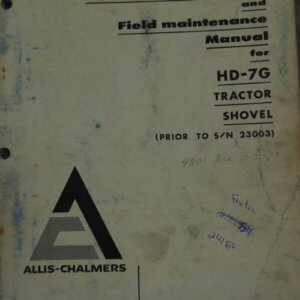 and
Field maintenance
Manual
for
HD-7G
TRACTOR
SHOVEL
(PRIOR TO S/N 23003)
ALLIS-CHALMERS